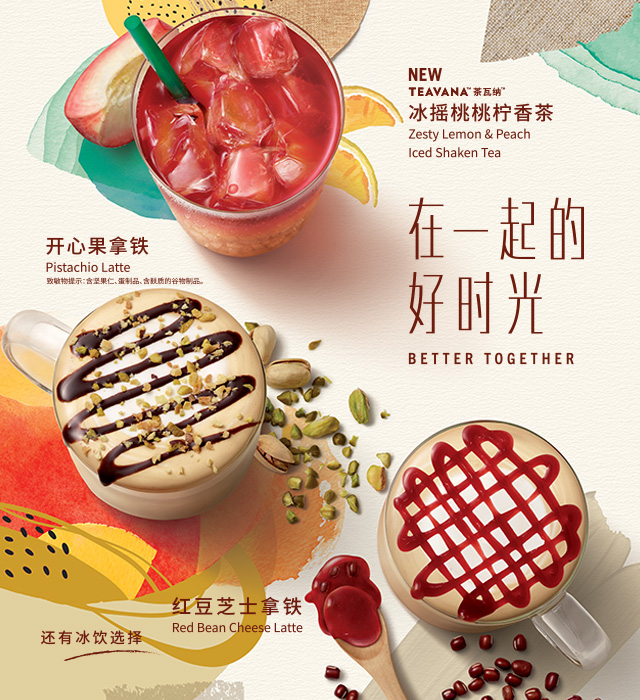 NEW
TEAVANA™ 茶瓦纳™
冰摇桃桃柠香茶
Zesty Lemon & Peach
Iced Shaken Tea
在一起的
好时光
BETTER TOGETHER
开心果拿铁
Pistachio Latte
致敏物提示：含坚果仁、蛋制品、含麸质的谷物制品。
红豆芝士拿铁
Red Bean Cheese Latte
还有冰饮选择